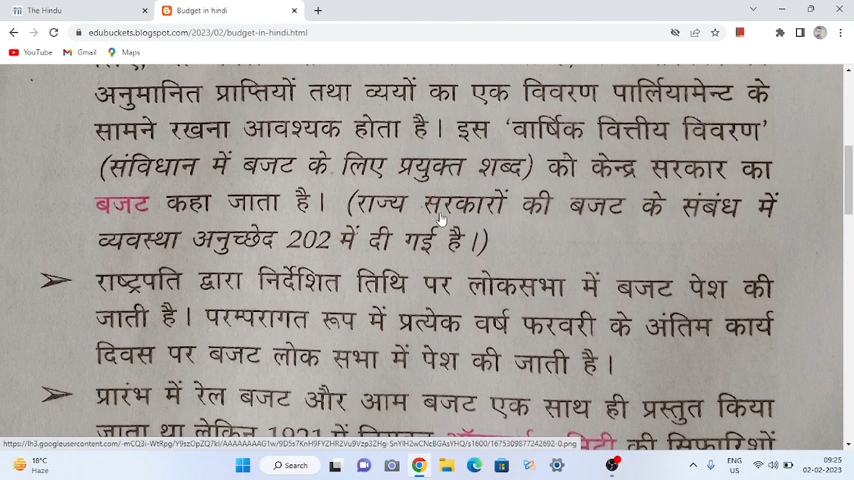 The Hindu
Budget in hindi
edubuckets.blogspot.com/2023/02/budget-in-hindi.html
YouTube
Gmail
Maps
अनुमानित प्राप्तियों तथा व्ययों का एक विवरण पार्लियामेन्ट के
सामने रखना आवश्यक होता है। इस 'वार्षिक वित्तीय विवरण'
(संविधान में बजट के लिए प्रयुक्त शब्द) को केन्द्र सरकार का
बजट कहा जाता है। (राज्य सरकारों की बजट के संबंध में
व्यवस्था अनुच्छेद 202 में दी गई है।)
➤ राष्ट्रपति द्वारा निर्देशित तिथि पर लोकसभा में बजट पेश की
जाती है। परम्परागत रूप में प्रत्येक वर्ष फरवरी के अंतिम कार्य
दिवस पर बजट लोक सभा में पेश की जाती है।
➤ प्रारंभ में रेल बजट और आम बजट एक साथ ही प्रस्तुत किया
जाता था लेकिन 1921 में की सिफारिशों
18°C
Haze
Search
ENG
US
09:25
02-02-2023